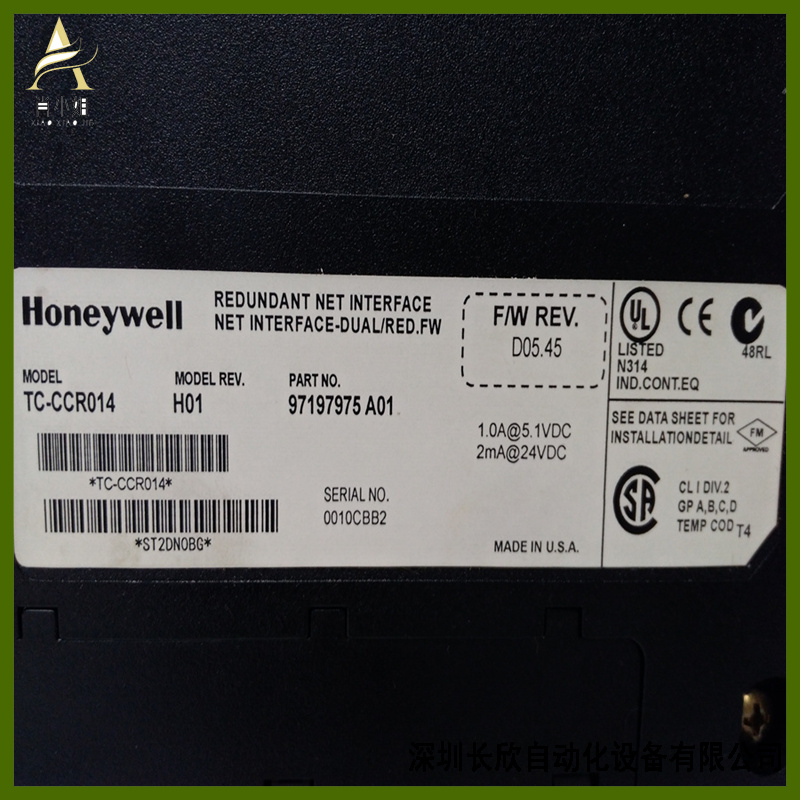 Honeywell
REDUNDANT NET INTERFACE
NET INTERFACE-DUAL/RED.FW
F/W REV.
D05.45
LISTED
N314
IND.CONT.EQ
48RL
MODEL
TC-CCR014
MODEL REV.
H01
PART NO.
97197975 A01
1.0A@5.1VDC
2mA@24VDC
SEE DATA SHEET FOR
INSTALLATIONDETAIL
FM
APPROVED
*TC-CCR014*
SERIAL NO.
0010CBB2
*ST2DN0BG*
MADE IN U.S.A.
CL I DIV.2
GP A,B,C,D
TEMP COD T4
UL
CE
SA
深圳长欣自动化设备有限公司